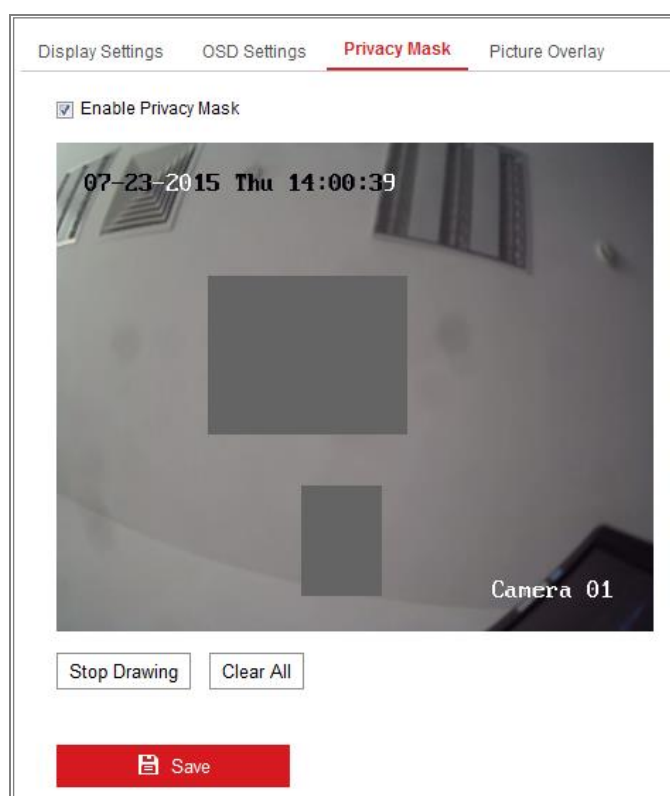 Display Settings OSD Settings Privacy Mask Picture Overlay
Enable Privacy Mask
07-23-2015 Thu 14:00:39
Camera 01
Stop Drawing Clear All
Save